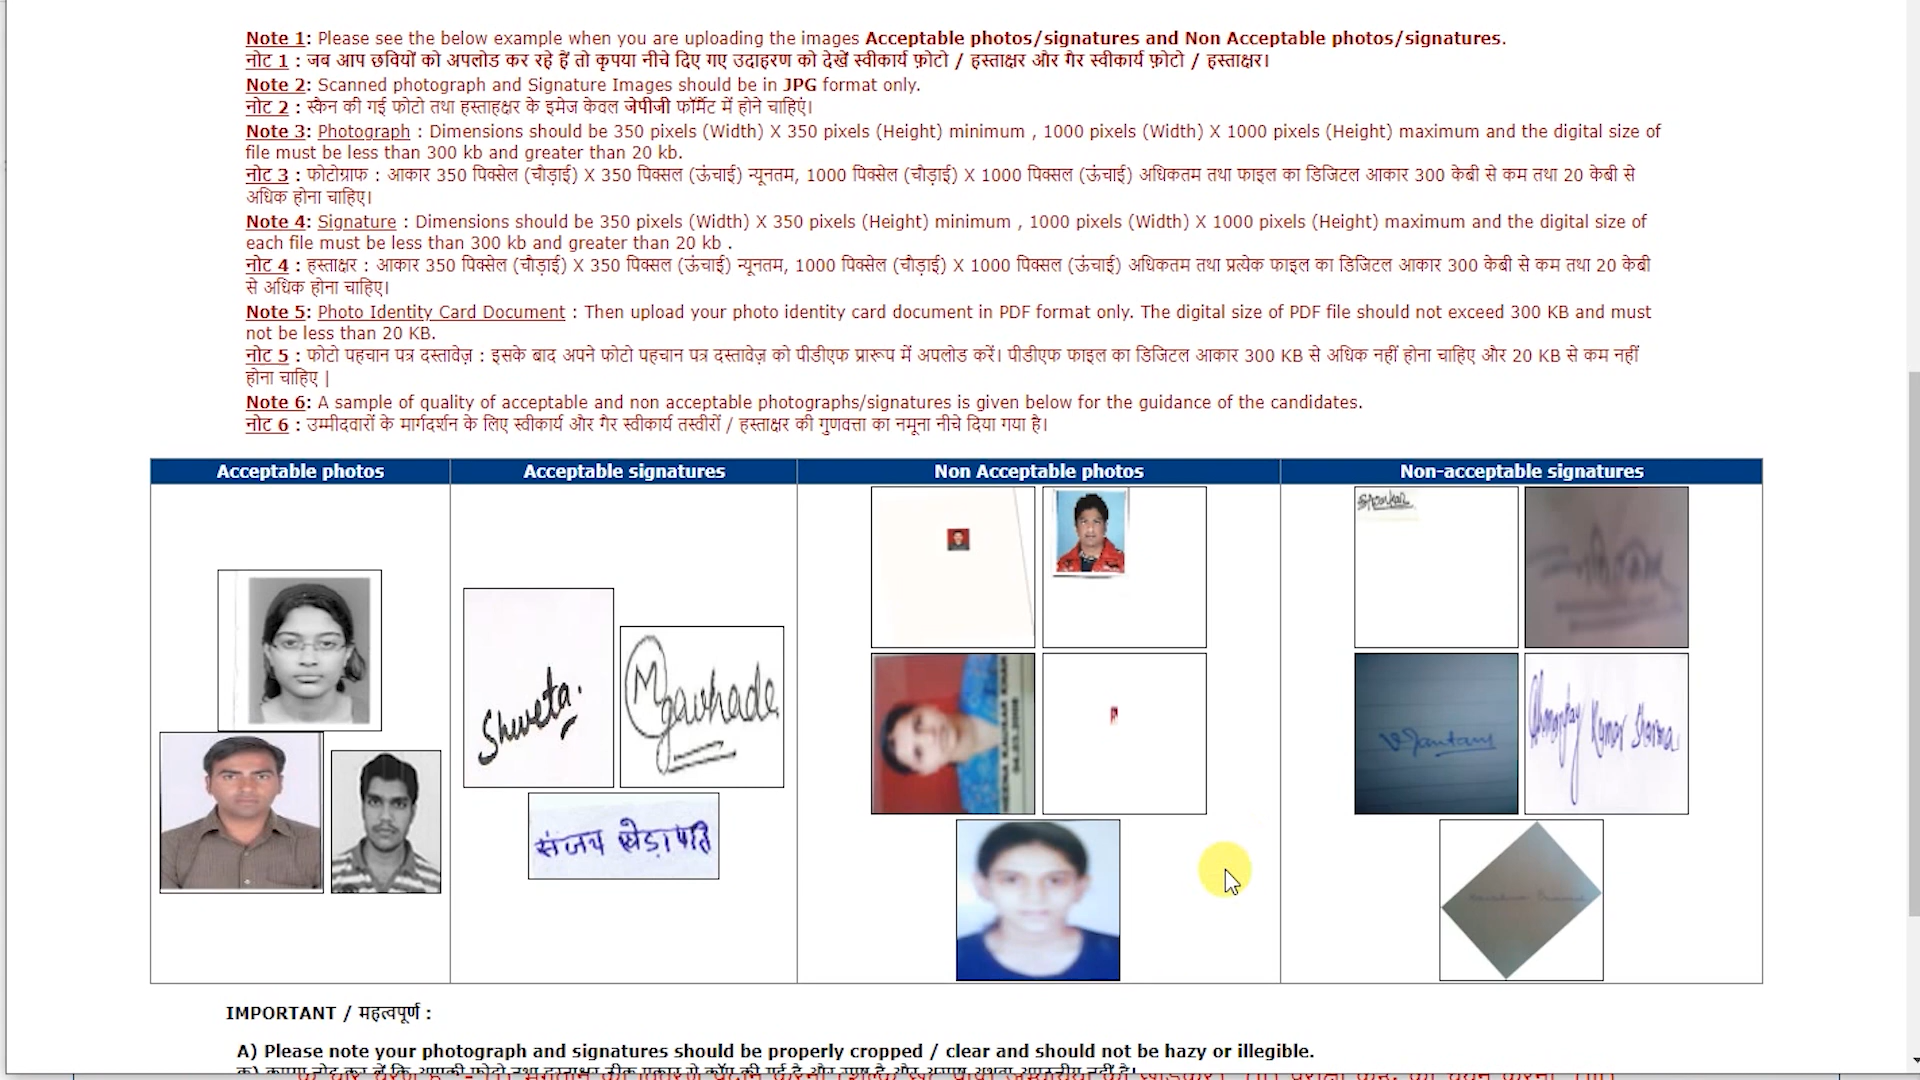 Note 1: Please see the below example when you are uploading the images Acceptable photos/signatures and Non Acceptable photos/signatures.
नोट 1 : जब आप छवियों को अपलोड कर रहे हैं तो कृपया नीचे दिए गए उदाहरण को देखें स्वीकार्य फ़ोटो / हस्ताक्षर और गैर स्वीकार्य फ़ोटो / हस्ताक्षर।
Note 2: Scanned photograph and Signature Images should be in JPG format only.
नोट 2 : स्कैन की गई फोटो तथा हस्ताहक्षर के इमेज केवल जेपीजी फॉर्मेट में होने चाहिएं।
Note 3: Photograph : Dimensions should be 350 pixels (Width) X 350 pixels (Height) minimum , 1000 pixels (Width) X 1000 pixels (Height) maximum and the digital size of
file must be less than 300 kb and greater than 20 kb.
नोट 3 : फोटोग्राफ : आकार 350 पिक्सेल (चौड़ाई) X 350 पिक्सल (ऊंचाई) न्यूनतम, 1000 पिक्सेल (चौड़ाई) X 1000 पिक्सल (ऊंचाई) अधिकतम तथा फाइल का डिजिटल आकार 300 केबी से कम तथा 20 केबी से
अधिक होना चाहिए।
Note 4: Signature : Dimensions should be 350 pixels (Width) X 350 pixels (Height) minimum , 1000 pixels (Width) X 1000 pixels (Height) maximum and the digital size of
each file must be less than 300 kb and greater than 20 kb .
नोट 4 : हस्ताक्षर : आकार 350 पिक्सेल (चौड़ाई) X 350 पिक्सल (ऊंचाई) न्यूनतम, 1000 पिक्सेल (चौड़ाई) X 1000 पिक्सल (ऊंचाई) अधिकतम तथा प्रत्येक फाइल का डिजिटल आकार 300 केबी से कम तथा 20 केबी
से अधिक होना चाहिए।
Note 5: Photo Identity Card Document : Then upload your photo identity card document in PDF format only. The digital size of PDF file should not exceed 300 KB and must
not be less than 20 KB.
नोट 5 : फोटो पहचान पत्र दस्तावेज़ : इसके बाद अपने फोटो पहचान पत्र दस्तावेज़ को पीडीएफ प्रारूप में अपलोड करें। पीडीएफ फाइल का डिजिटल आकार 300 KB से अधिक नहीं होना चाहिए और 20 KB से कम नहीं
होना चाहिए |
Note 6: A sample of quality of acceptable and non acceptable photographs/signatures is given below for the guidance of the candidates.
नोट 6 : उम्मीदवारों के मार्गदर्शन के लिए स्वीकार्य और गैर स्वीकार्य तस्वीरों / हस्ताक्षर की गुणवत्ता का नमूना नीचे दिया गया है।
Acceptable photos
Acceptable signatures
Non Acceptable photos
Non-acceptable signatures
Shweta.
संजय खेड़ापति
Kumar Sharma
IMPORTANT / महत्वपूर्ण :
A) Please note your photograph and signatures should be properly cropped / clear and should not be hazy or illegible.